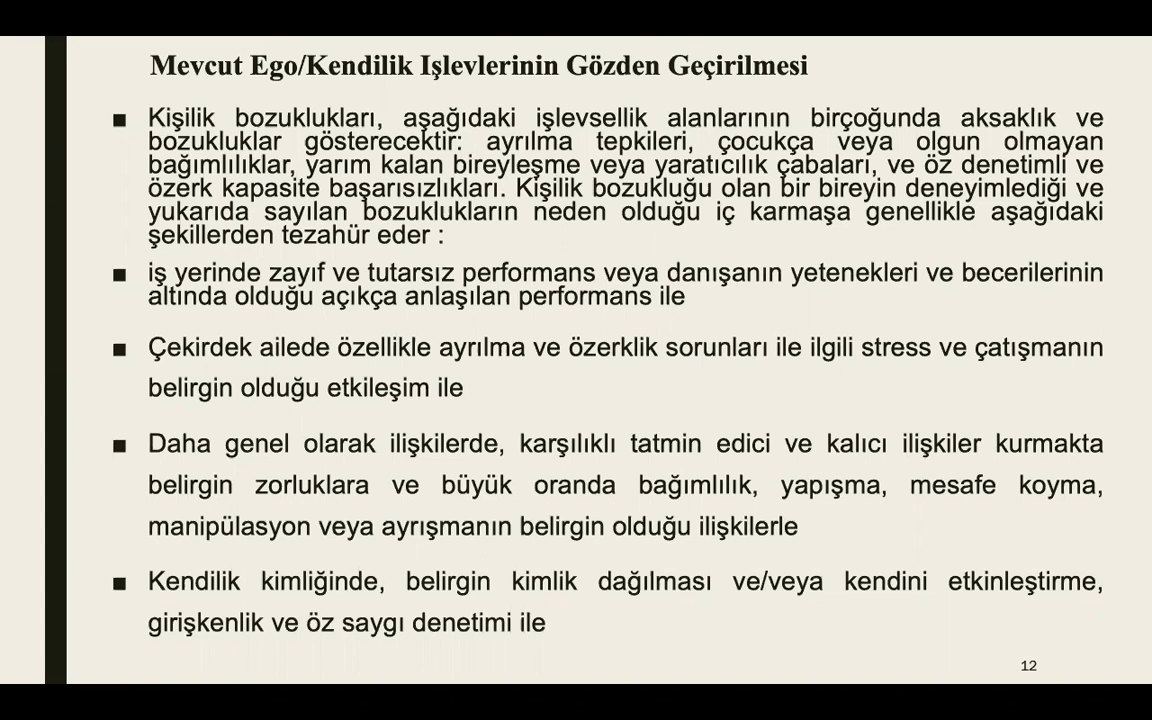 Mevcut Ego/Kendilik Işlevlerinin Gözden Geçirilmesi
■ Kişilik bozuklukları, aşağıdaki işlevsellik alanlarının birçoğunda aksaklık ve
bozukluklar gösterecektir: ayrılma tepkileri, çocukça veya olgun olmayan
bağımlılıklar, yarım kalan bireyleşme veya yaratıcılık çabaları, ve öz denetimli ve
özerk kapasite başarısızlıkları. Kişilik bozukluğu olan bir bireyin deneyimlediği ve
yukarıda sayılan bozuklukların neden olduğu iç karmaşa genellikle aşağıdaki
şekillerden tezahür eder :
■ iş yerinde zayıf ve tutarsız performans veya danışanın yetenekleri ve becerilerinin
altında olduğu açıkça anlaşılan performans ile
■ Çekirdek ailede özellikle ayrılma ve özerklik sorunları ile ilgili stress ve çatışmanın
belirgin olduğu etkileşim ile
■ Daha genel olarak ilişkilerde, karşılıklı tatmin edici ve kalıcı ilişkiler kurmakta
belirgin zorluklara ve büyük oranda bağımlılık, yapışma, mesafe koyma,
manipülasyon veya ayrışmanın belirgin olduğu ilişkilerle
■ Kendilik kimliğinde, belirgin kimlik dağılması ve/veya kendini etkinleştirme,
girişkenlik ve öz saygı denetimi ile
12